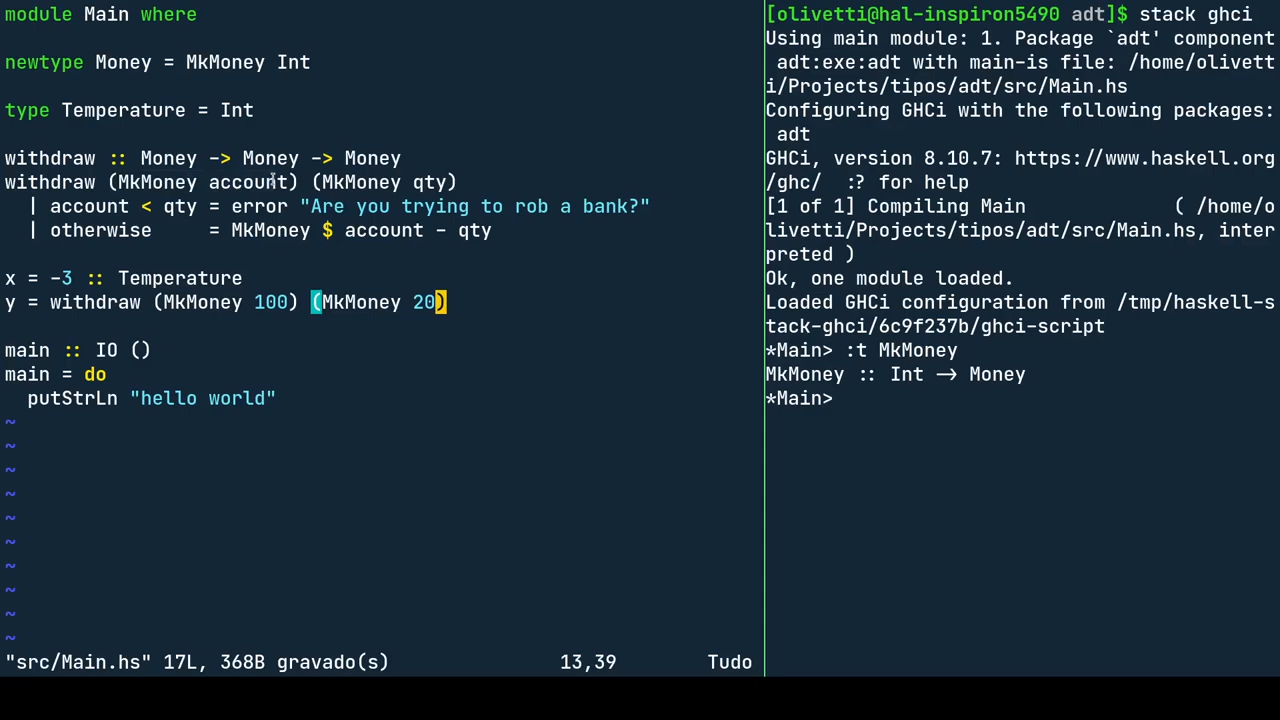 module Main where
newtype Money = MkMoney Int
type Temperature = Int
withdraw :: Money -> Money -> Money
withdraw (MkMoney account) (MkMoney qty)
  | account < qty = error "Are you trying to rob a bank?"
  | otherwise     = MkMoney $ account - qty
x = -3 :: Temperature
y = withdraw (MkMoney 100) (MkMoney 20)
main :: IO ()
main = do
  putStrLn "hello world"
~
~
~
~
~
~
~
~
~
~
"src/Main.hs" 17L, 368B gravado(s) 13,39 Tudo
[olivetti@hal-inspiron5490 adt]$ stack ghci
Using main module: 1. Package `adt' component
 adt:exe:adt with main-is file: /home/olivett
i/Projects/tipos/adt/src/Main.hs
Configuring GHCi with the following packages:
 adt
GHCi, version 8.10.7: https://www.haskell.org
/ghc/  :? for help
[1 of 1] Compiling Main             ( /home/o
livetti/Projects/tipos/adt/src/Main.hs, inter
preted )
Ok, one module loaded.
Loaded GHCi configuration from /tmp/haskell-s
tack-ghci/6c9f237b/ghci-script
*Main> :t MkMoney
MkMoney :: Int -> Money
*Main>